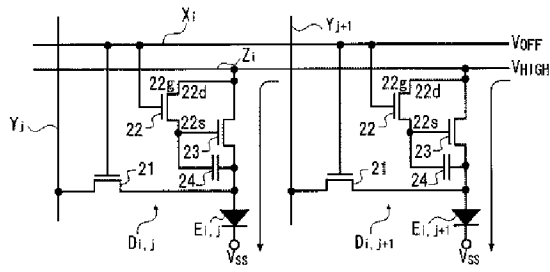 Xi
Zi
Yj+1
VOFF
VHIGH
22g
22d
22
22s
23
24
21
Yj
Di, j
Ei, j
VSS
22g
22d
22
22s
23
24
21
Di, j+1
Ei, j+1
VSS